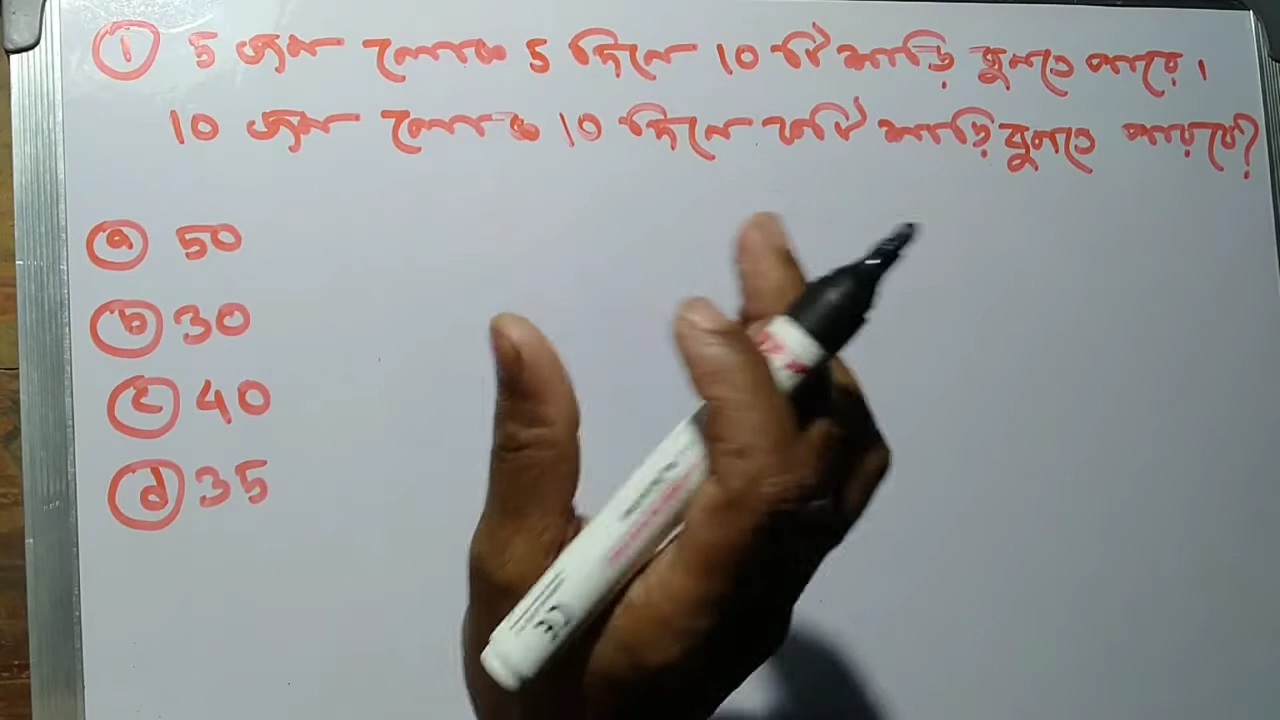 ① 5 জন লোক 5 দিনে 10 টি শাড়ি বুনতে পারে।
10 জন লোক 10 দিনে কটি শাড়ি বুনতে পারবে?
ⓐ 50
ⓑ 30
ⓒ 40
ⓓ 35